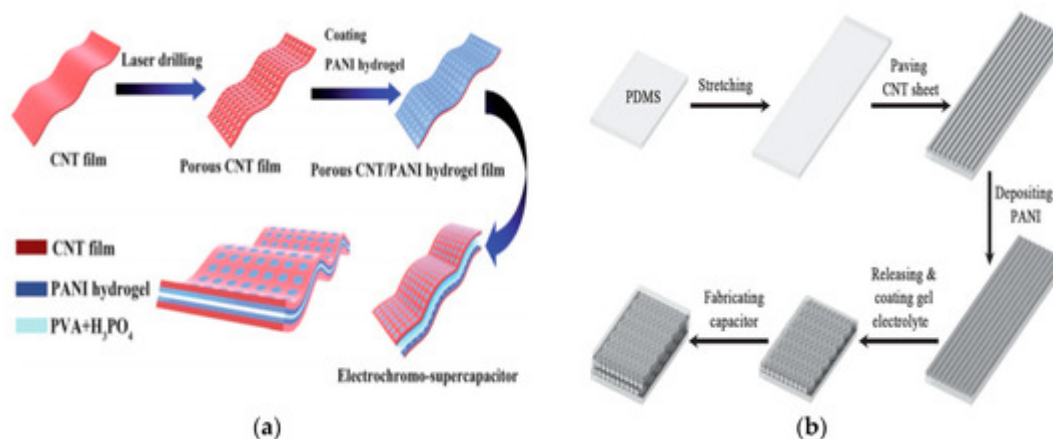 Laser drilling
Coating
PANI hydrogel
CNT film
Porous CNT film
Porous CNT/PANI hydrogel film
CNT film
PANI hydrogel
PVA+H₃PO₄
Electrochromo-supercapacitor
(a)
PDMS
Stretching
Paving
CNT sheet
Depositing
PANI
Releasing &
coating gel
electrolyte
Fabricating
capacitor
(b)